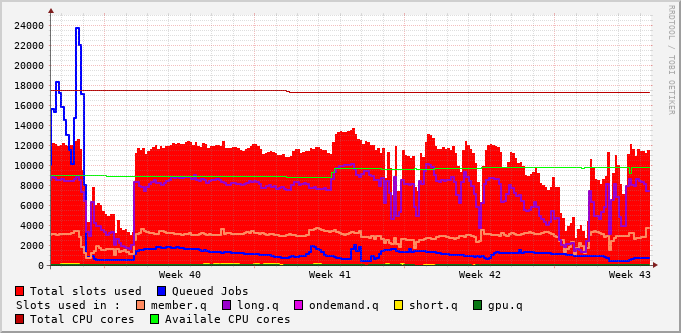 RRDTOOL / TOBI OETIKER
24000
22000
20000
18000
16000
14000
12000
10000
8000
6000
4000
2000
0
Week 40 Week 41 Week 42 Week 43
Total slots used Queued Jobs
Slots used in : member.q long.q ondemand.q short.q gpu.q
Total CPU cores Availale CPU cores